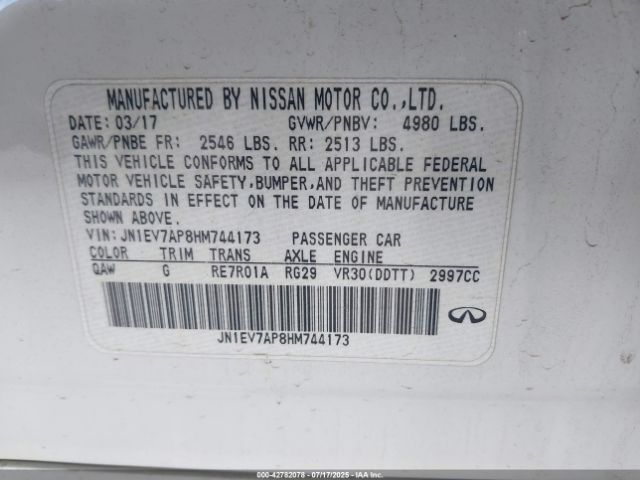 MANUFACTURED BY NISSAN MOTOR CO.,LTD.
DATE: 03/17 GVWR/PNBV: 4980 LBS.
GAWR/PNBE FR: 2546 LBS. RR: 2513 LBS.
THIS VEHICLE CONFORMS TO ALL APPLICABLE FEDERAL
MOTOR VEHICLE SAFETY,BUMPER,AND THEFT PREVENTION
STANDARDS IN EFFECT ON THE DATE OF MANUFACTURE
SHOWN ABOVE.
VIN:JN1EV7AP8HM744173 PASSENGER CAR
COLOR TRIM TRANS AXLE ENGINE
QAW G RE7R01A RG29 VR30(DDTT) 2997CC
JN1EV7AP8HM744173
000-42782078 - 07/17/2025 - IAA Inc.